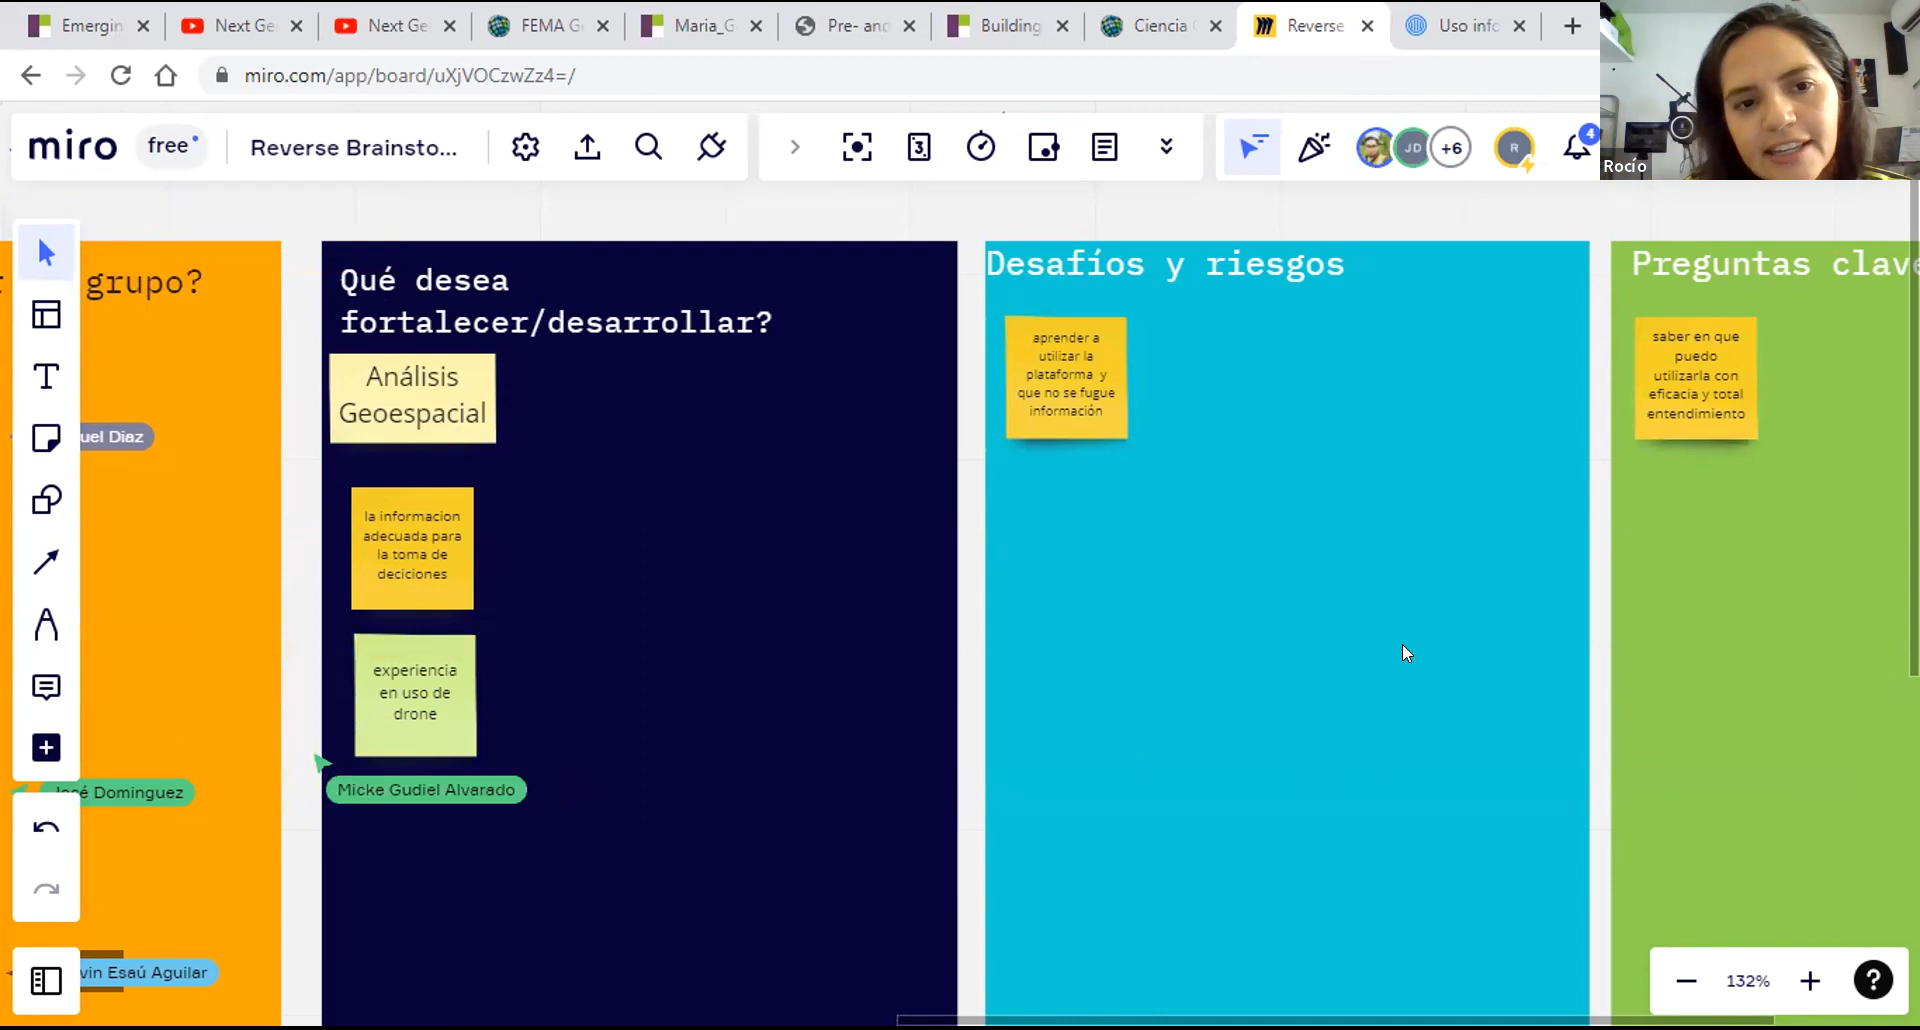 Emergin
Next Ge
Next Ge
FEMA G
Maria_G
Pre- and
Building
Ciencia
Reverse
Uso info
miro.com/app/board/uXjVOCzwZz4=/
miro
free
Reverse Brainsto...
3
JD
+6
R
4
Rocío
grupo?
uel Diaz
José Dominguez
vin Esaú Aguilar
Qué desea
fortalecer/desarrollar?
Análisis
Geoespacial
la informacion
adecuada para
la toma de
deciciones
experiencia
en uso de
drone
Micke Gudiel Alvarado
Desafíos y riesgos
aprender a
utilizar la
plataforma y
que no se fugue
información
Preguntas clave
saber en que
puedo
utilizarla con
eficacia y total
entendimiento
132%
?